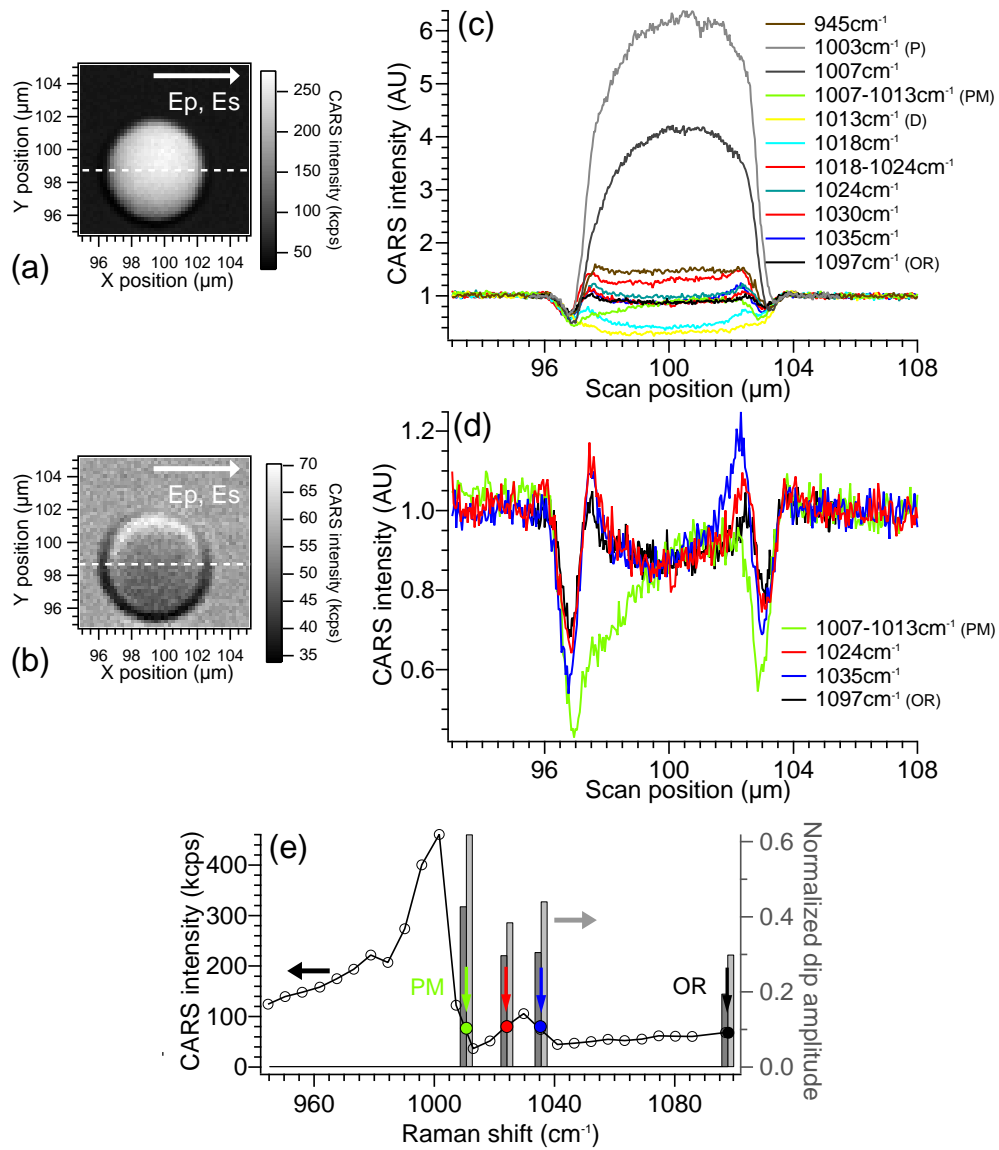 (a)
Y position (µm)
104
102
100
98
96
Ep, Es
96 98 100 102 104
X position (µm)
250
200
150
100
50
CARS intensity (kcps)
(c)
CARS intensity (AU)
6
5
4
3
2
1
96 100 104 108
Scan position (µm)
945cm⁻¹
1003cm⁻¹ (P)
1007cm⁻¹
1007-1013cm⁻¹ (PM)
1013cm⁻¹ (D)
1018cm⁻¹
1018-1024cm⁻¹
1024cm⁻¹
1030cm⁻¹
1035cm⁻¹
1097cm⁻¹ (OR)
(b)
Y position (µm)
104
102
100
98
96
Ep, Es
96 98 100 102 104
X position (µm)
70
65
60
55
50
45
40
35
CARS intensity (kcps)
(d)
CARS intensity (AU)
1.2
1.0
0.8
0.6
96 100 104 108
Scan position (µm)
1007-1013cm⁻¹ (PM)
1024cm⁻¹
1035cm⁻¹
1097cm⁻¹ (OR)
(e)
CARS intensity (kcps)
400
300
200
100
0
PM
OR
0.6
0.4
0.2
0.0
Normalized dip amplitude
960 1000 1040 1080
Raman shift (cm⁻¹)